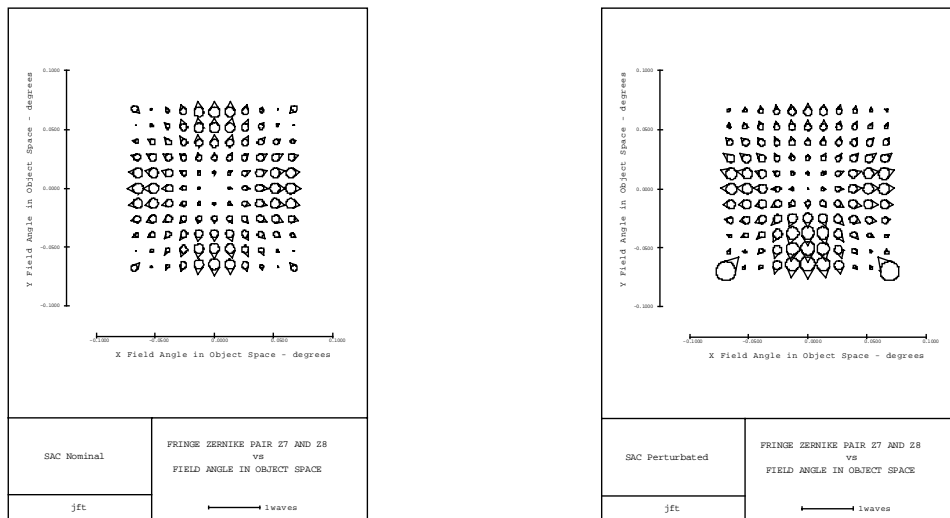 0.1000
0.0500
0.0000
-0.0500
-0.1000
Y Field Angle in Object Space - degrees
-0.1000 -0.0500 0.0000 0.0500 0.1000
X Field Angle in Object Space - degrees
SAC Nominal
jft
FRINGE ZERNIKE PAIR Z7 AND Z8
vs
FIELD ANGLE IN OBJECT SPACE
1waves
0.1000
0.0500
0.0000
-0.0500
-0.1000
Y Field Angle in Object Space - degrees
-0.1000 -0.0500 0.0000 0.0500 0.1000
X Field Angle in Object Space - degrees
SAC Perturbated
jft
FRINGE ZERNIKE PAIR Z7 AND Z8
vs
FIELD ANGLE IN OBJECT SPACE
1waves